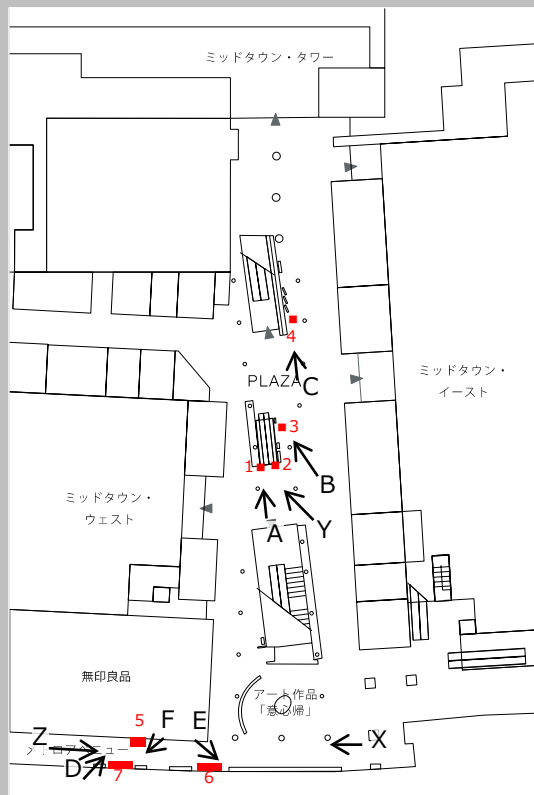 ミッドタウン・タワー
4
PLAZA
C
ミッドタウン・
イースト
3
1
2
B
ミッドタウン・
ウェスト
A
Y
無印良品
アート作品
「意心帰」
5
F
E
Z
X
D
7
6